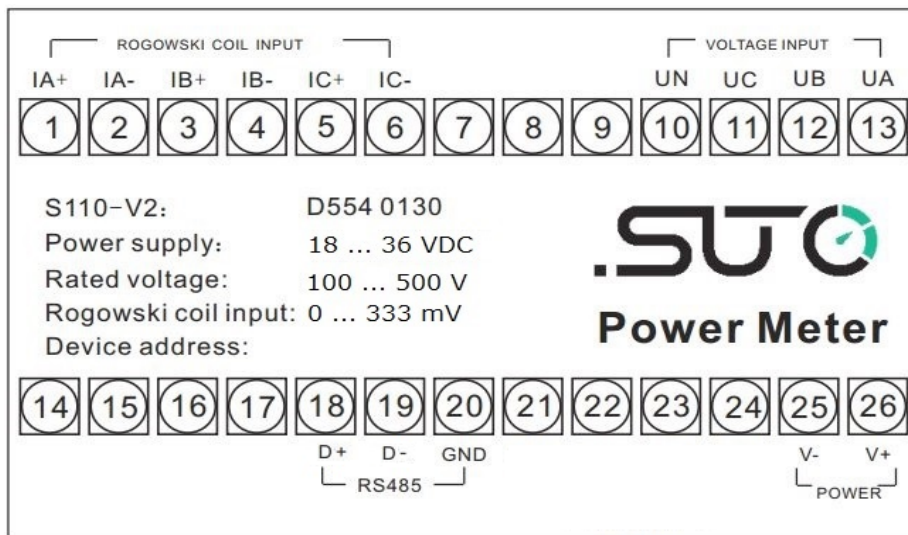 ROGOWSKI COIL INPUT VOLTAGE INPUT
IA+ IA- IB+ IB- IC+ IC- UN UC UB UA
1 2 3 4 5 6 7 8 9 10 11 12 13
S110-V2: D554 0130
Power supply: 18 ... 36 VDC
Rated voltage: 100 ... 500 V
Rogowski coil input: 0 ... 333 mV
Device address:
.SUO
Power Meter
14 15 16 17 18 19 20 21 22 23 24 25 26
D+ D- GND V- V+
RS485 POWER